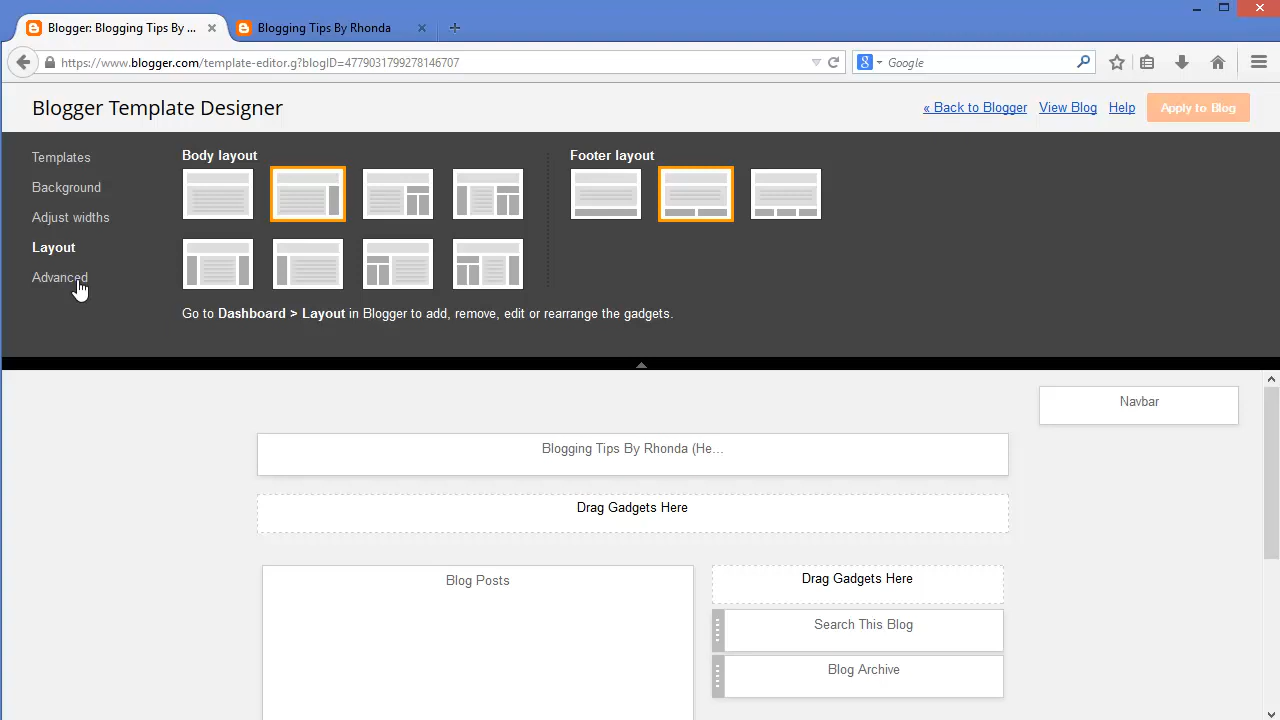 Blogger: Blogging Tips By ...
Blogging Tips By Rhonda
https://www.blogger.com/template-editor.g?blogID=4779031799278146707
8
Google
Blogger Template Designer
« Back to Blogger
View Blog
Help
Apply to Blog
Templates
Background
Adjust widths
Layout
Advanced
Body layout
Footer layout
Go to Dashboard > Layout in Blogger to add, remove, edit or rearrange the gadgets.
Navbar
Blogging Tips By Rhonda (He...
Drag Gadgets Here
Blog Posts
Drag Gadgets Here
Search This Blog
Blog Archive